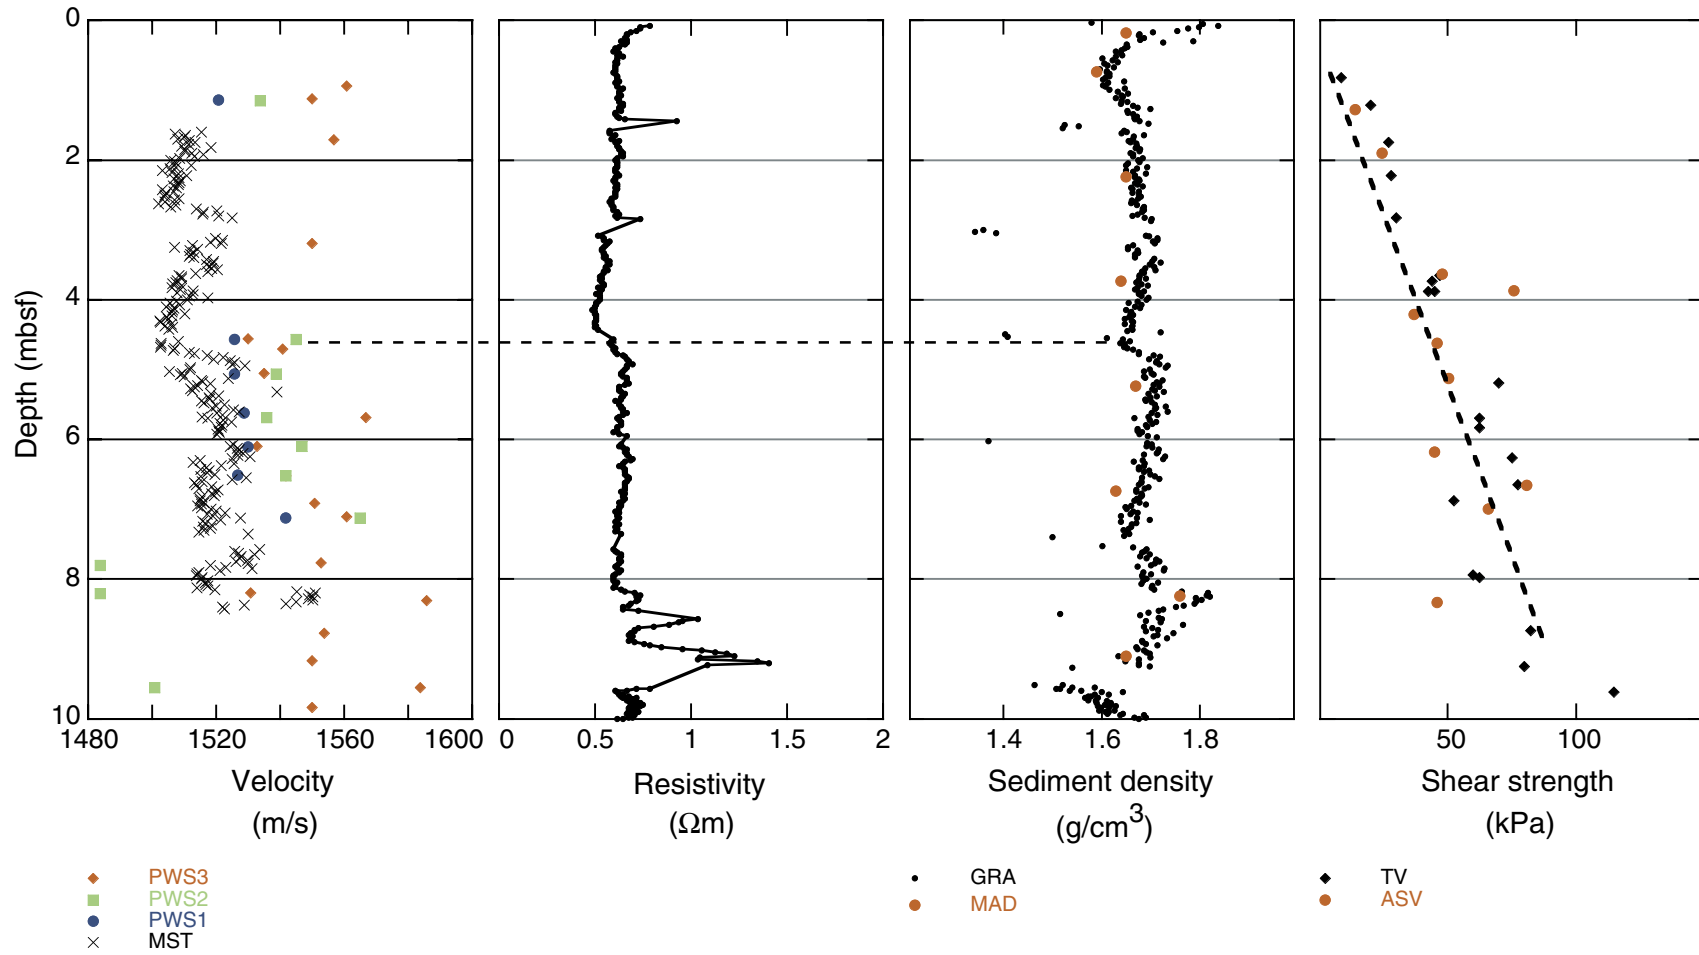 0
2
4
6
8
10
Depth (mbsf)
1480 1520 1560 1600
Velocity
(m/s)
0 0.5 1 1.5 2
Resistivity
(Ωm)
1.4 1.6 1.8
Sediment density
(g/cm3)
50 100
Shear strength
(kPa)
PWS3
PWS2
PWS1
MST
GRA
MAD
TV
ASV